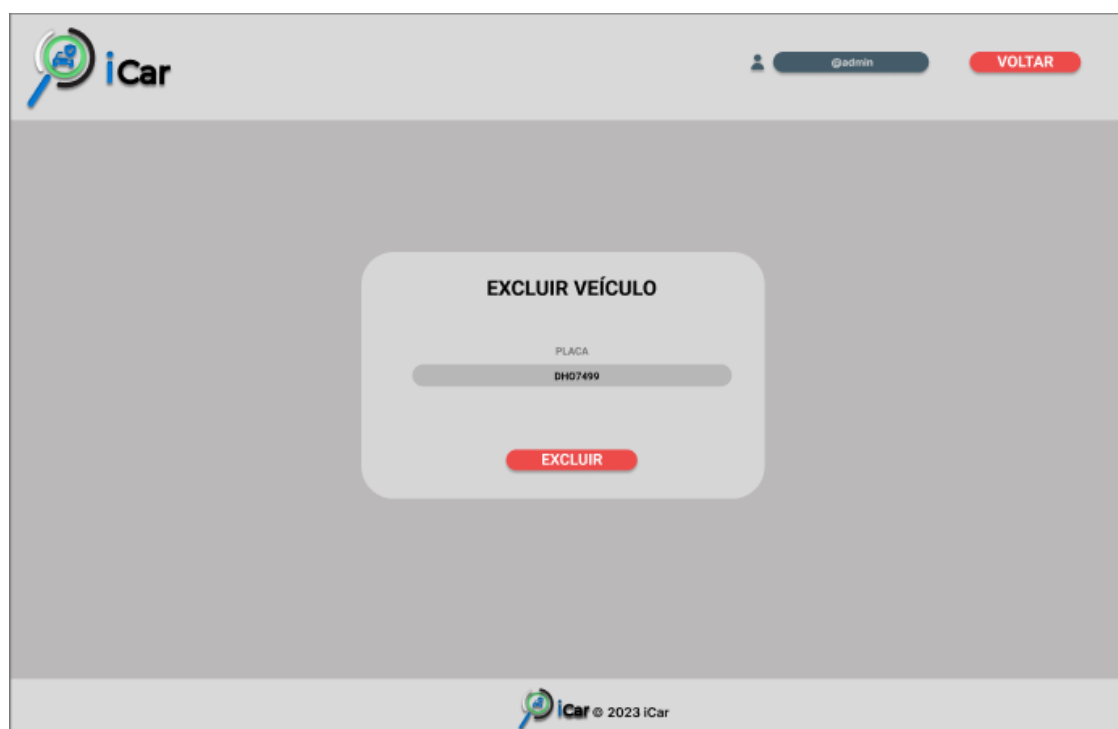 iCar
@admin
VOLTAR
EXCLUIR VEÍCULO
PLACA
DHO7499
EXCLUIR
iCar © 2023 iCar